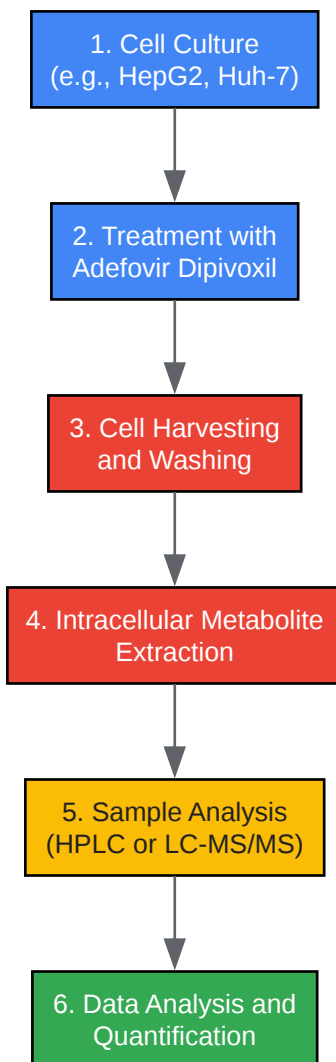 1. Cell Culture
(e.g., HepG2, Huh-7)
2. Treatment with
Adefovir Dipivoxil
3. Cell Harvesting
and Washing
4. Intracellular Metabolite
Extraction
5. Sample Analysis
(HPLC or LC-MS/MS)
6. Data Analysis and
Quantification